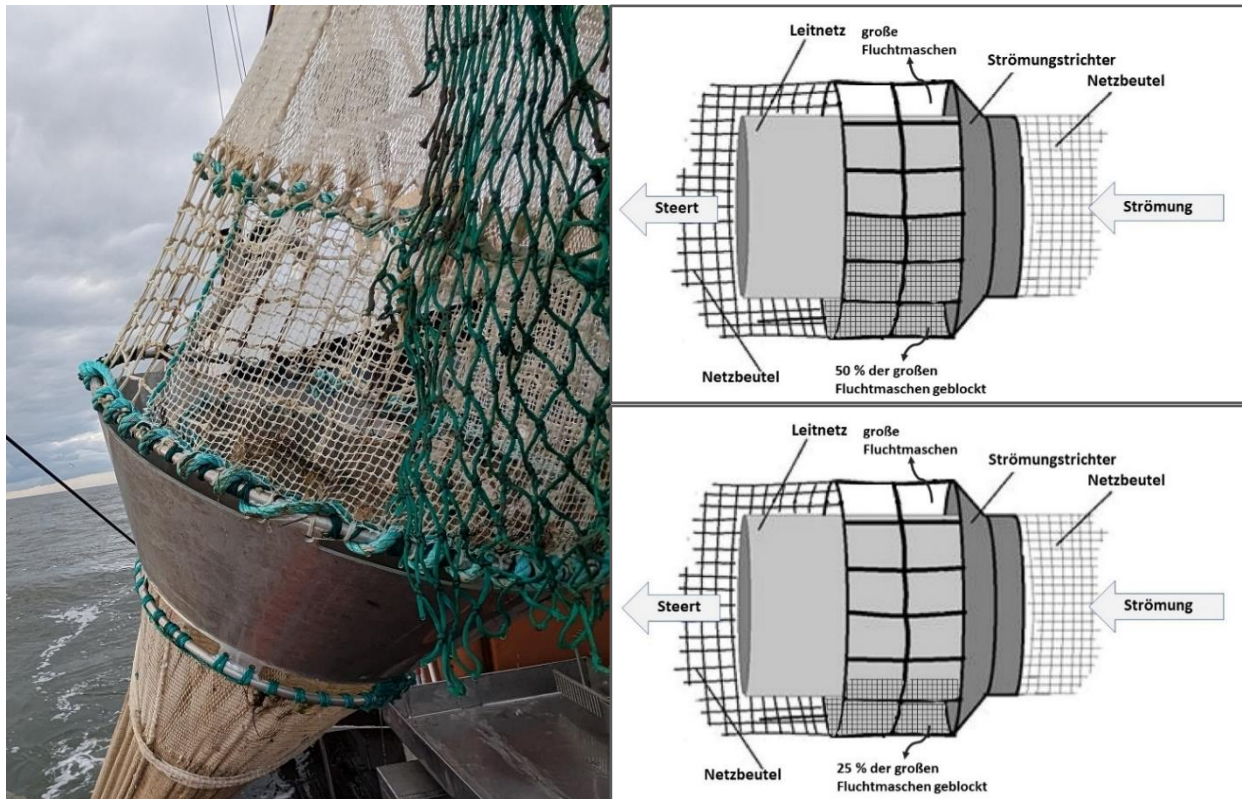 Leitnetz
große
Fluchtmaschen
Strömungstrichter
Netzbeutel
Steert
Strömung
Netzbeutel
50 % der großen
Fluchtmaschen geblockt
Leitnetz
große
Fluchtmaschen
Strömungstrichter
Netzbeutel
Steert
Strömung
Netzbeutel
25 % der großen
Fluchtmaschen geblockt